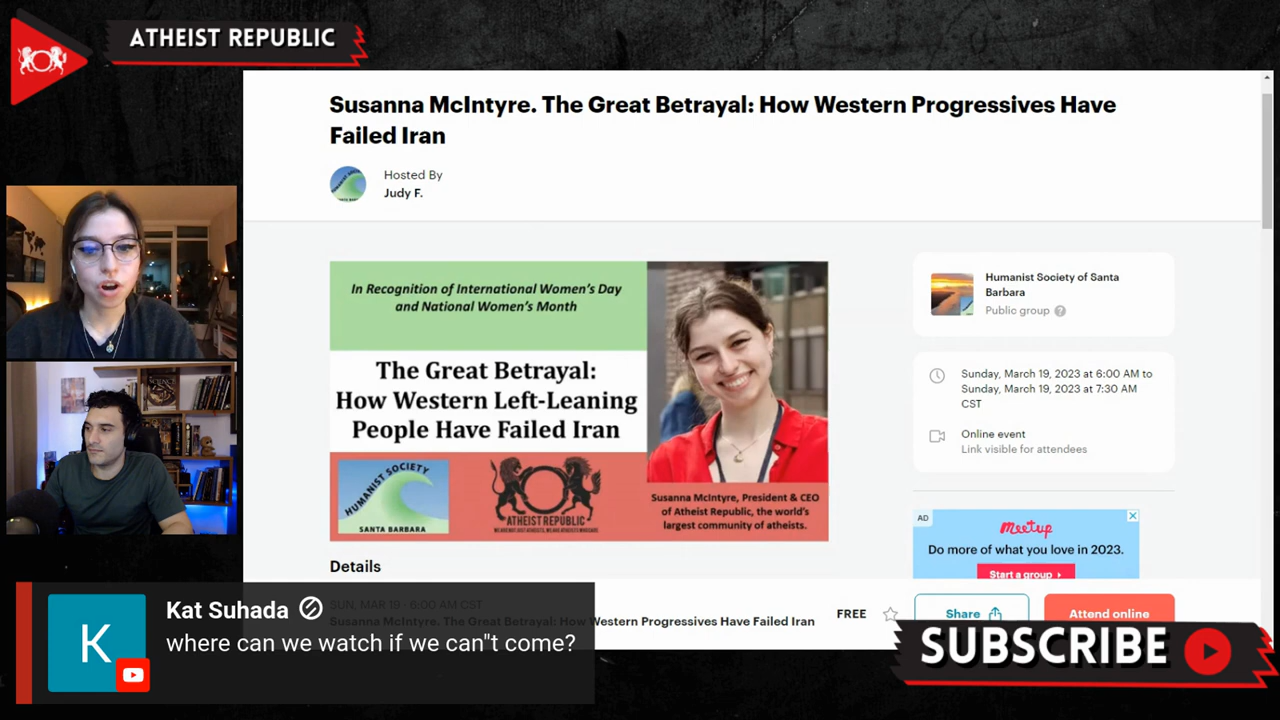 ATHEIST REPUBLIC
Susanna McIntyre. The Great Betrayal: How Western Progressives Have
Failed Iran
Hosted By
Judy F.
In Recognition of International Women's Day
and National Women's Month
The Great Betrayal:
How Western Left-Leaning
People Have Failed Iran
HUMANIST SOCIETY
SANTA BARBARA
ATHEIST REPUBLIC
Susanna McIntyre, President & CEO
of Atheist Republic, the world's
largest community of atheists.
Details
SUN, MAR 19 · 6:00 AM CST
Susanna McIntyre. The Great Betrayal: How Western Progressives Have Failed Iran
Humanist Society of Santa
Barbara
Public group
Sunday, March 19, 2023 at 6:00 AM to
Sunday, March 19, 2023 at 7:30 AM
CST
Online event
Link visible for attendees
AD
Meetup
Do more of what you love in 2023.
Start a group
FREE
Share
Attend online
K
Kat Suhada
where can we watch if we can"t come?
SUBSCRIBE